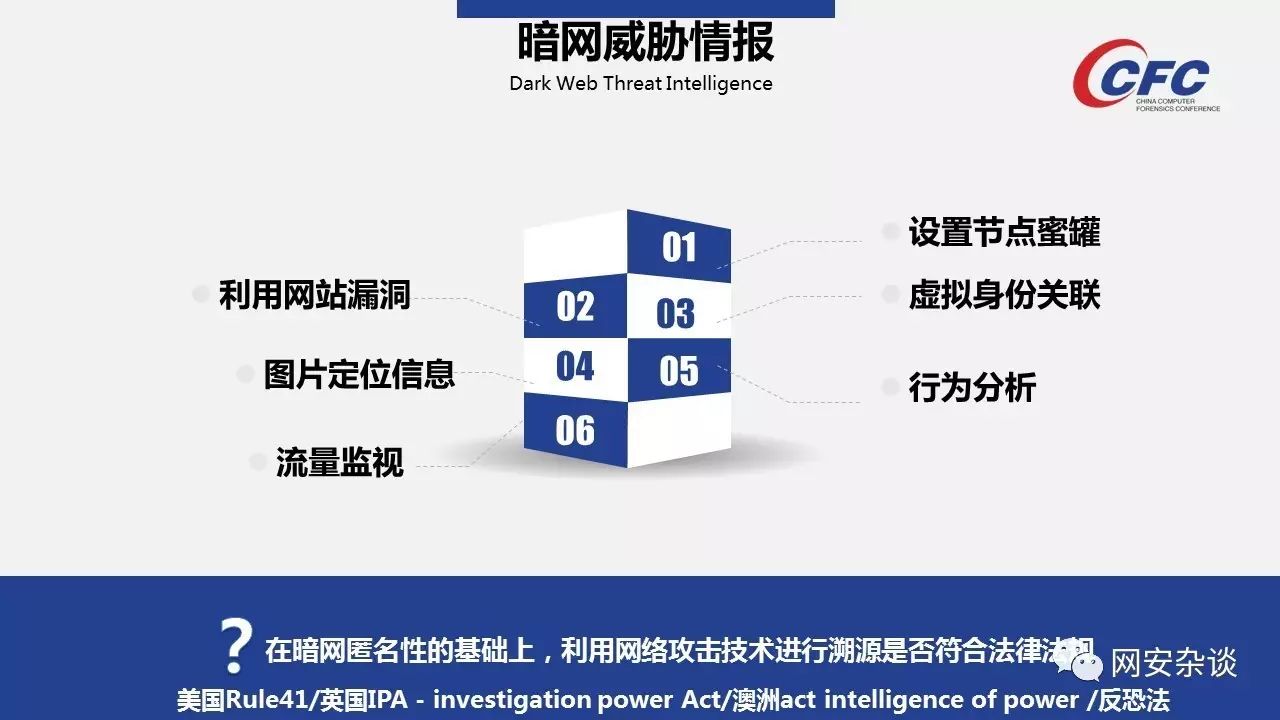 暗网威胁情报
Dark Web Threat Intelligence
CFC
CHINA COMPUTER
FORENSICS CONFERENCE
01
设置节点蜜罐
利用网站漏洞
02
03
虚拟身份关联
图片定位信息
04
05
行为分析
流量监视
06
? 在暗网匿名性的基础上，利用网络攻击技术进行溯源是否符合法律法规
网安杂谈
美国Rule41/英国IPA - investigation power Act/澳洲act intelligence of power /反恐法